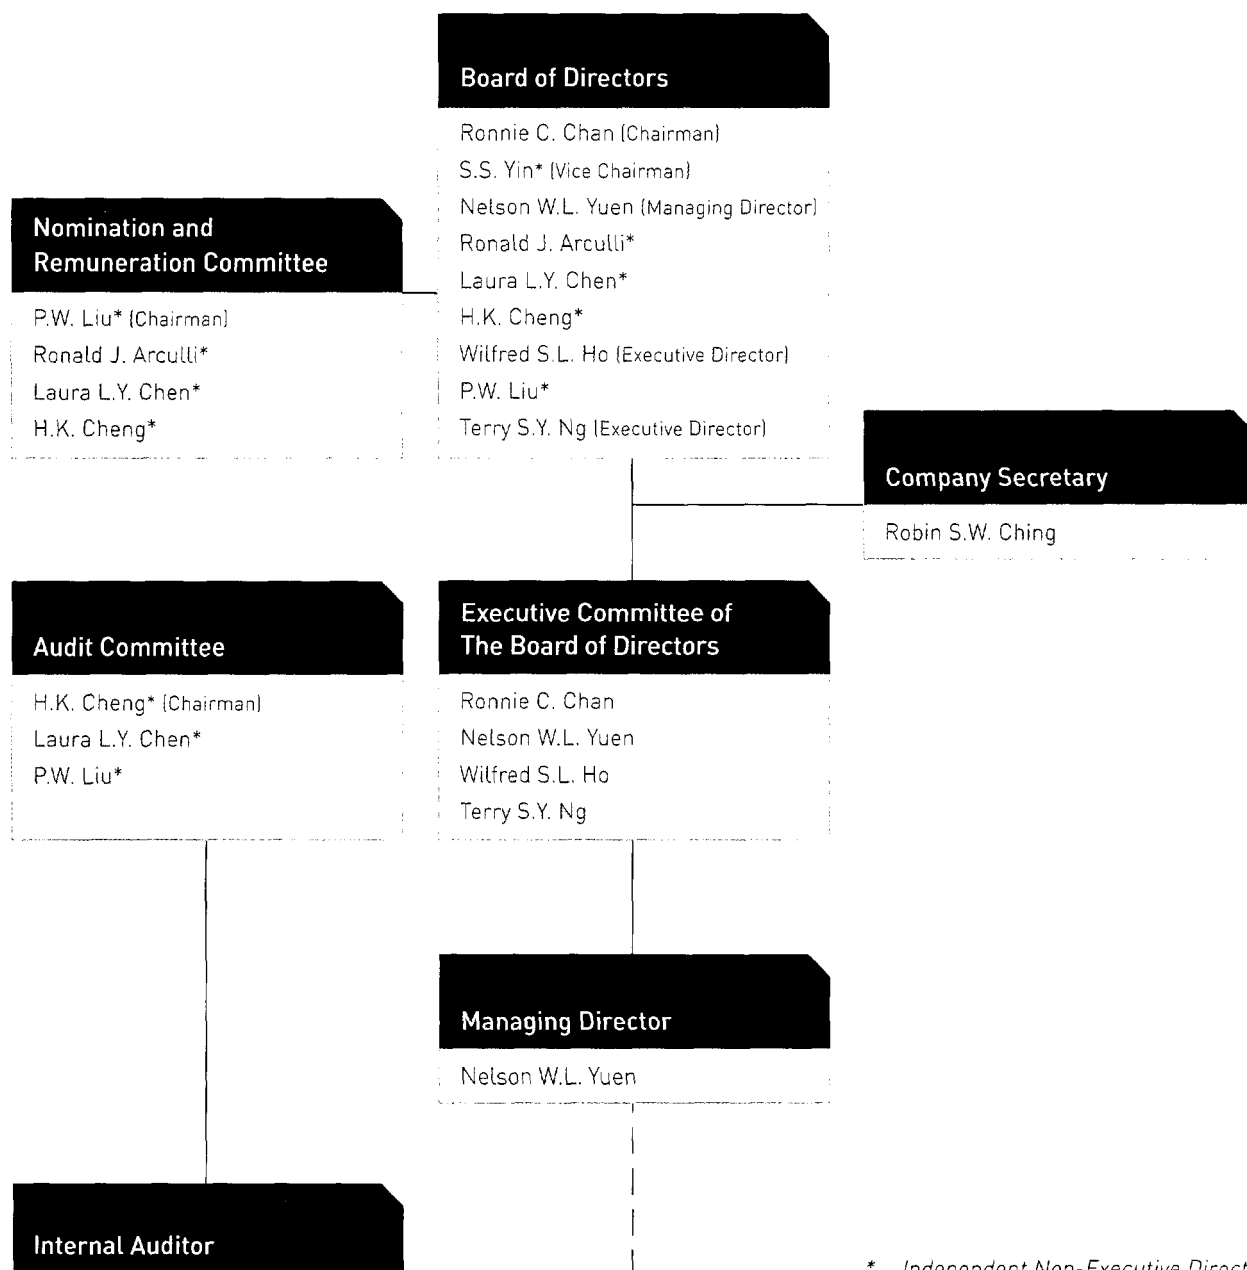 Board of Directors
Ronnie C. Chan (Chairman)
S.S. Yin* (Vice Chairman)
Nelson W.L. Yuen (Managing Director)
Ronald J. Arculli*
Laura L.Y. Chen*
H.K. Cheng*
Wilfred S.L. Ho (Executive Director)
P.W. Liu*
Terry S.Y. Ng (Executive Director)
Nomination and
Remuneration Committee
P.W. Liu* (Chairman)
Ronald J. Arculli*
Laura L.Y. Chen*
H.K. Cheng*
Company Secretary
Robin S.W. Ching
Audit Committee
H.K. Cheng* (Chairman)
Laura L.Y. Chen*
P.W. Liu*
Executive Committee of
The Board of Directors
Ronnie C. Chan
Nelson W.L. Yuen
Wilfred S.L. Ho
Terry S.Y. Ng
Managing Director
Nelson W.L. Yuen
Internal Auditor
* Independent Non-Executive